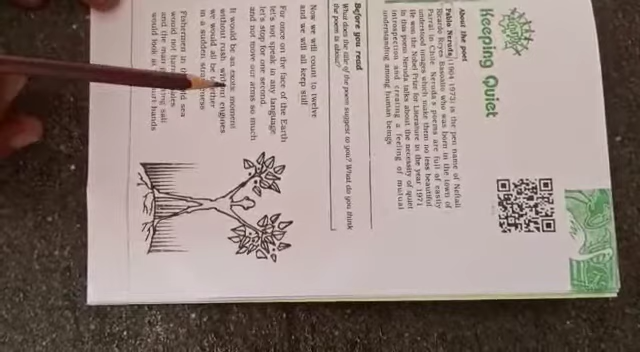 Keeping Quiet
About the poet
Pablo Neruda (1904-1973) is the pen name of Neftali
Ricardo Reyes Basoalto who was born in the town of
Parral in Chile. Neruda's poems are full of easily
understood images which make them no less beautiful.
He won the Nobel Prize for Literature in the year 1971.
In this poem Neruda talks about the necessity of quiet
introspection and creating a feeling of mutual
understanding among human beings.
Before you read
What does the title of the poem suggest to you? What do you think
the poem is about?
Now we will count to twelve
and we will all keep still
For once on the face of the Earth
let's not speak in any language
let's stop for one second,
and not move our arms so much.
It would be an exotic moment
without rush, without engines
we would all be together
in a sudden
Fishermen in sea
would not
and the man salt
would look at hands